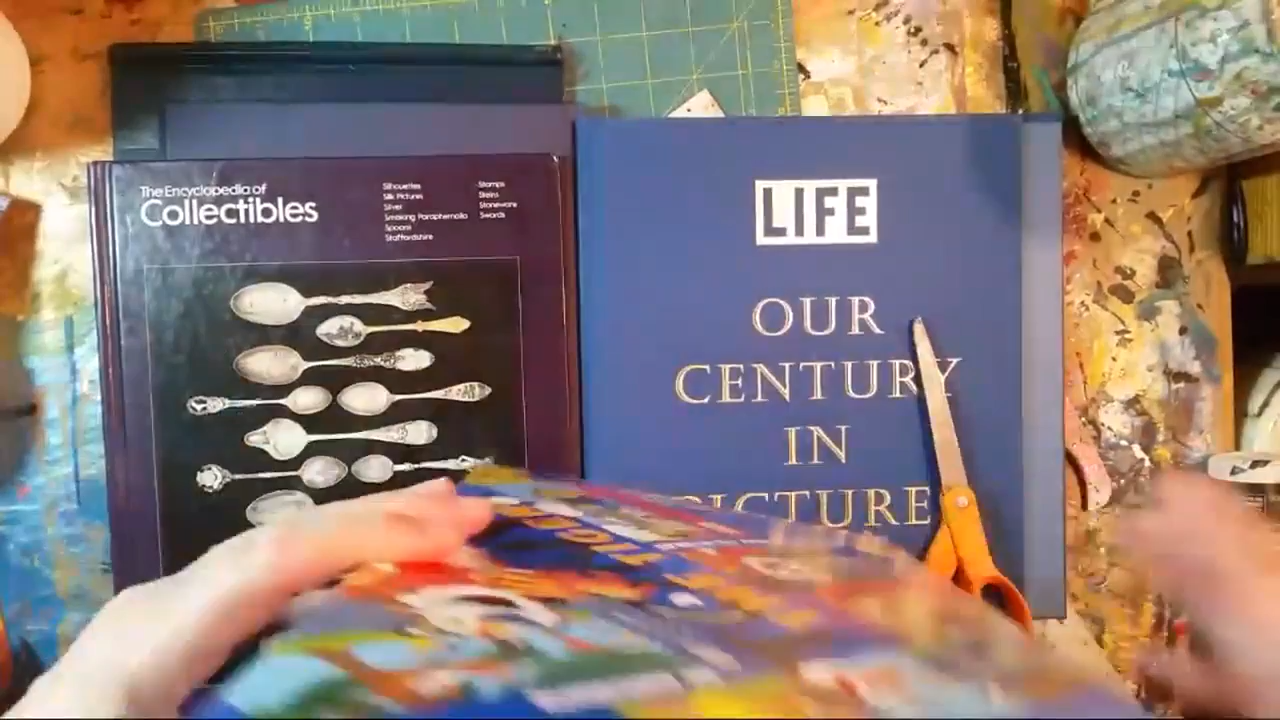 The Encyclopedia of
Collectibles
Silhouettes
Silk Pictures
Silver
Smoking Paraphernalia
Spoons
Staffordshire
Stamps
Steins
Stoneware
Swords
LIFE
OUR
CENTURY
IN
PICTURE